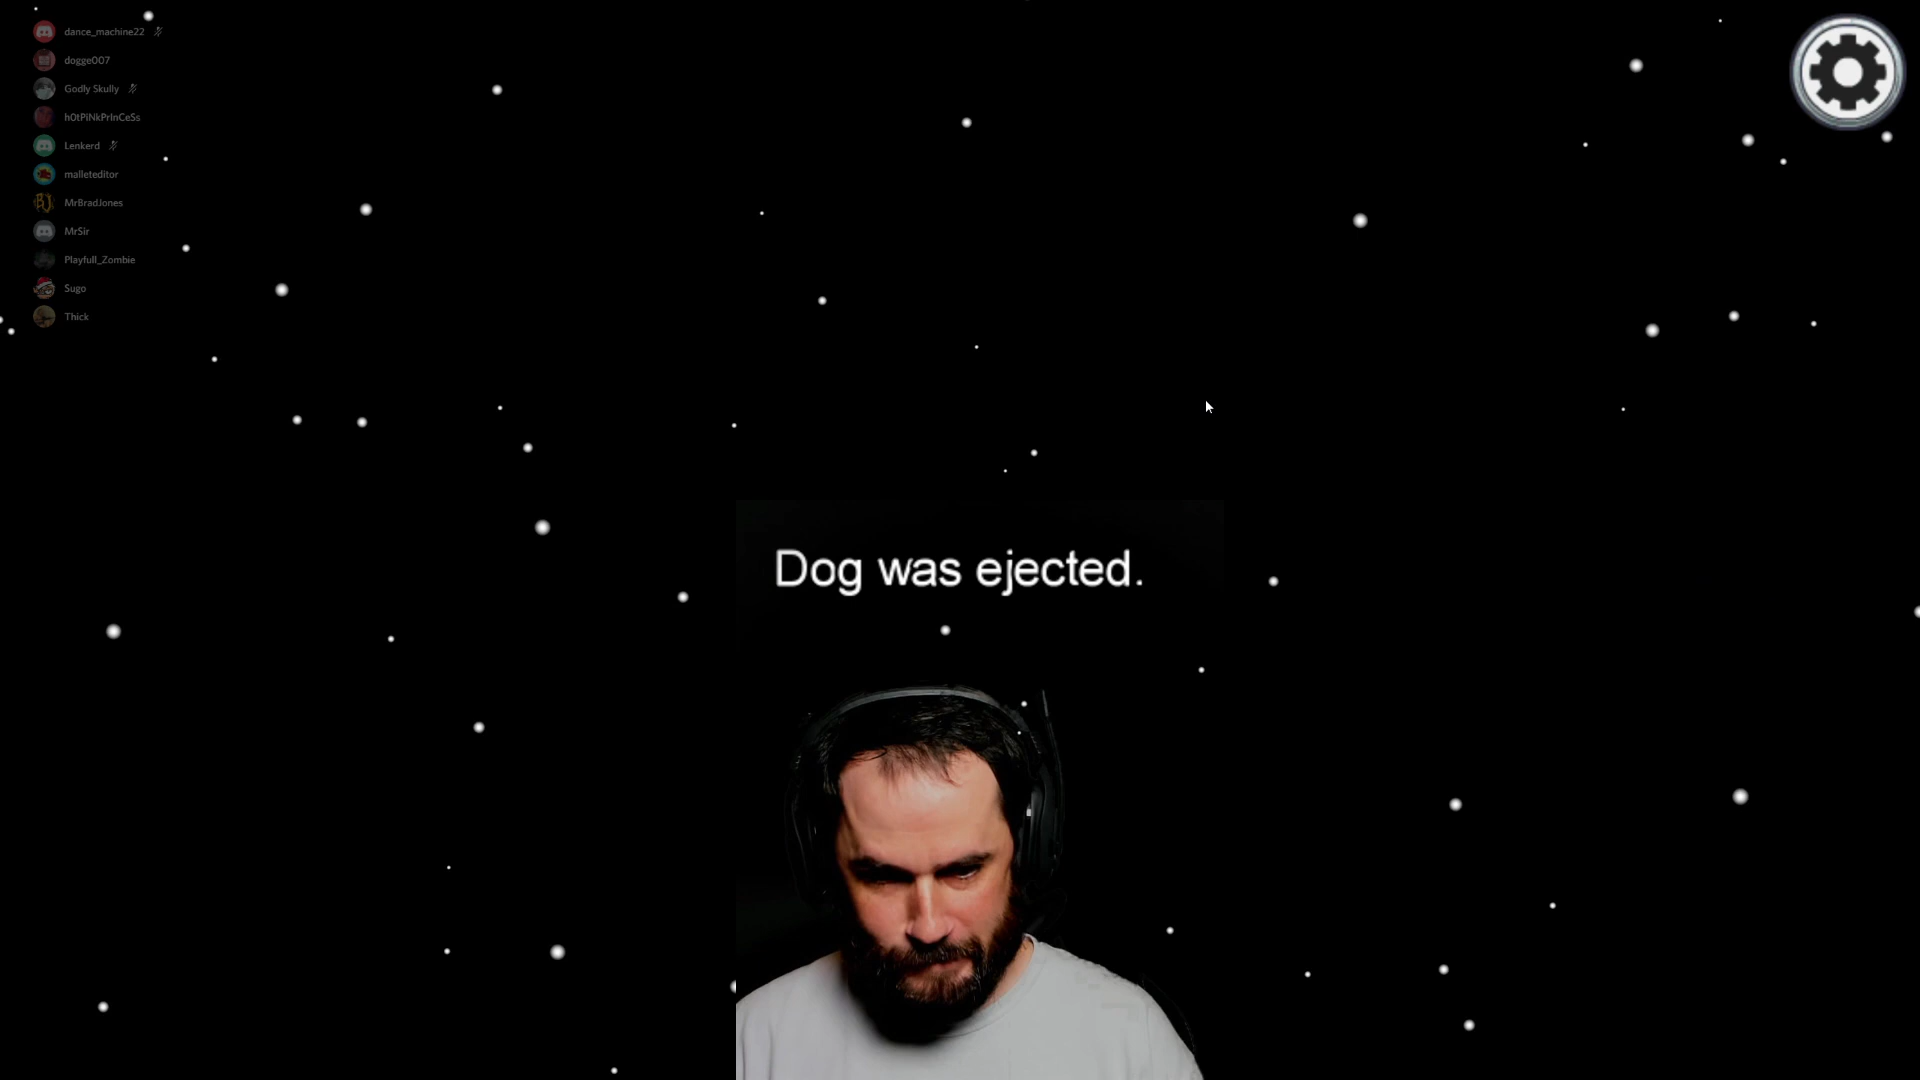 dance_machine22
dogge007
Godly Skully
h0tPiNkPrInCeSs
Lenkerd
malleteditor
MrBradJones
MrSir
Playfull_Zombie
Sugo
Thick
Dog was ejected.